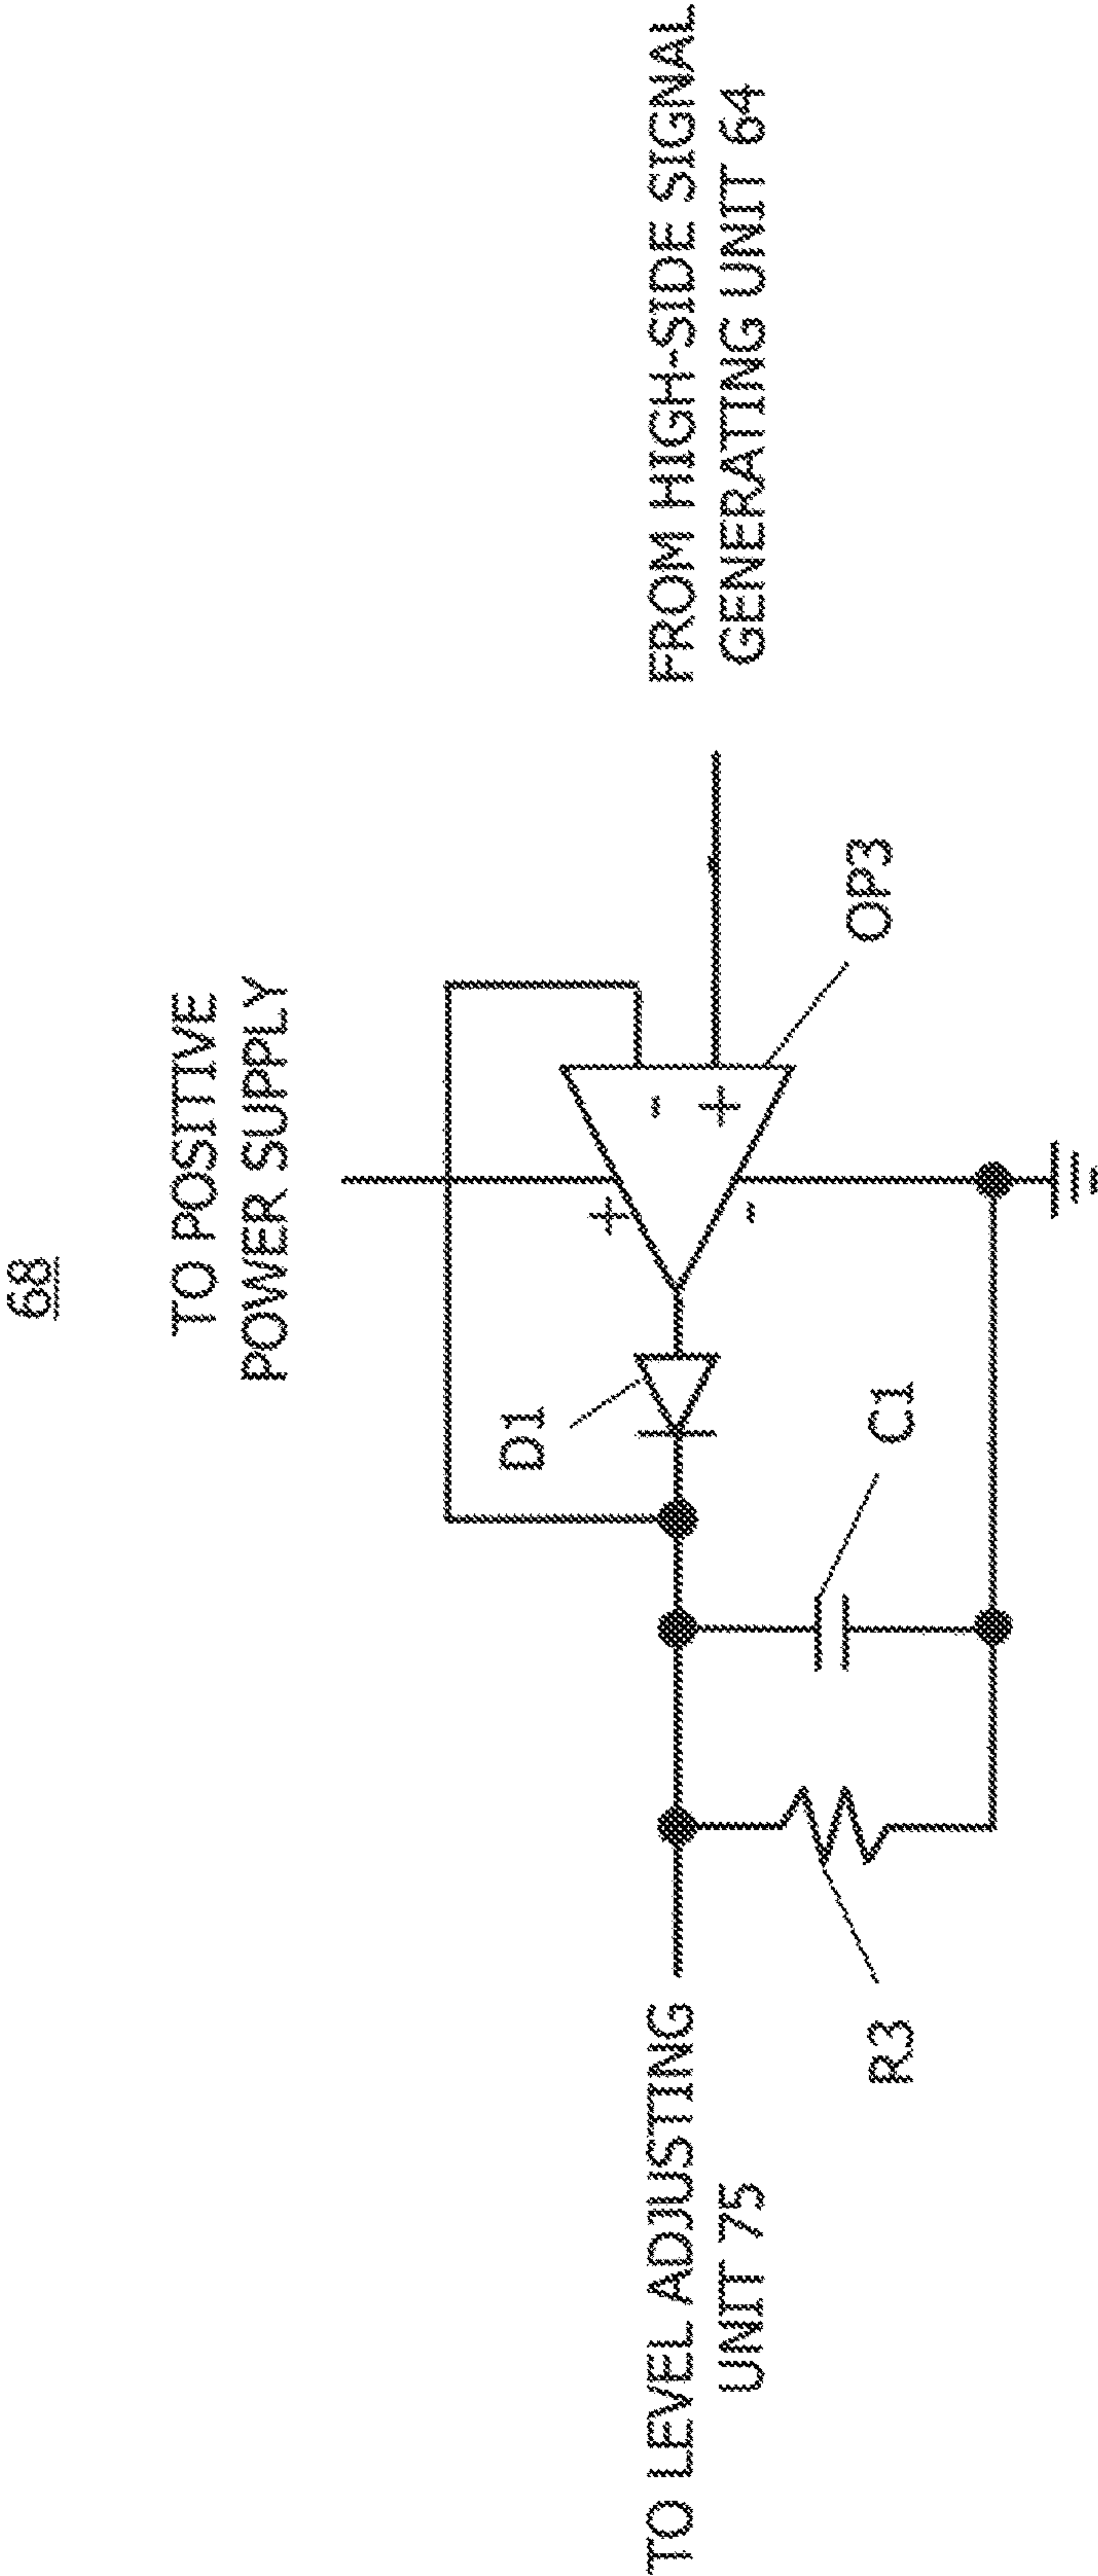 68
TO POSITIVE
POWER SUPPLY
FROM HIGH-SIDE SIGNAL
GENERATING UNIT 64
OP3
-
+
+
-
D1
C1
R3
TO LEVEL ADJUSTING
UNIT 75